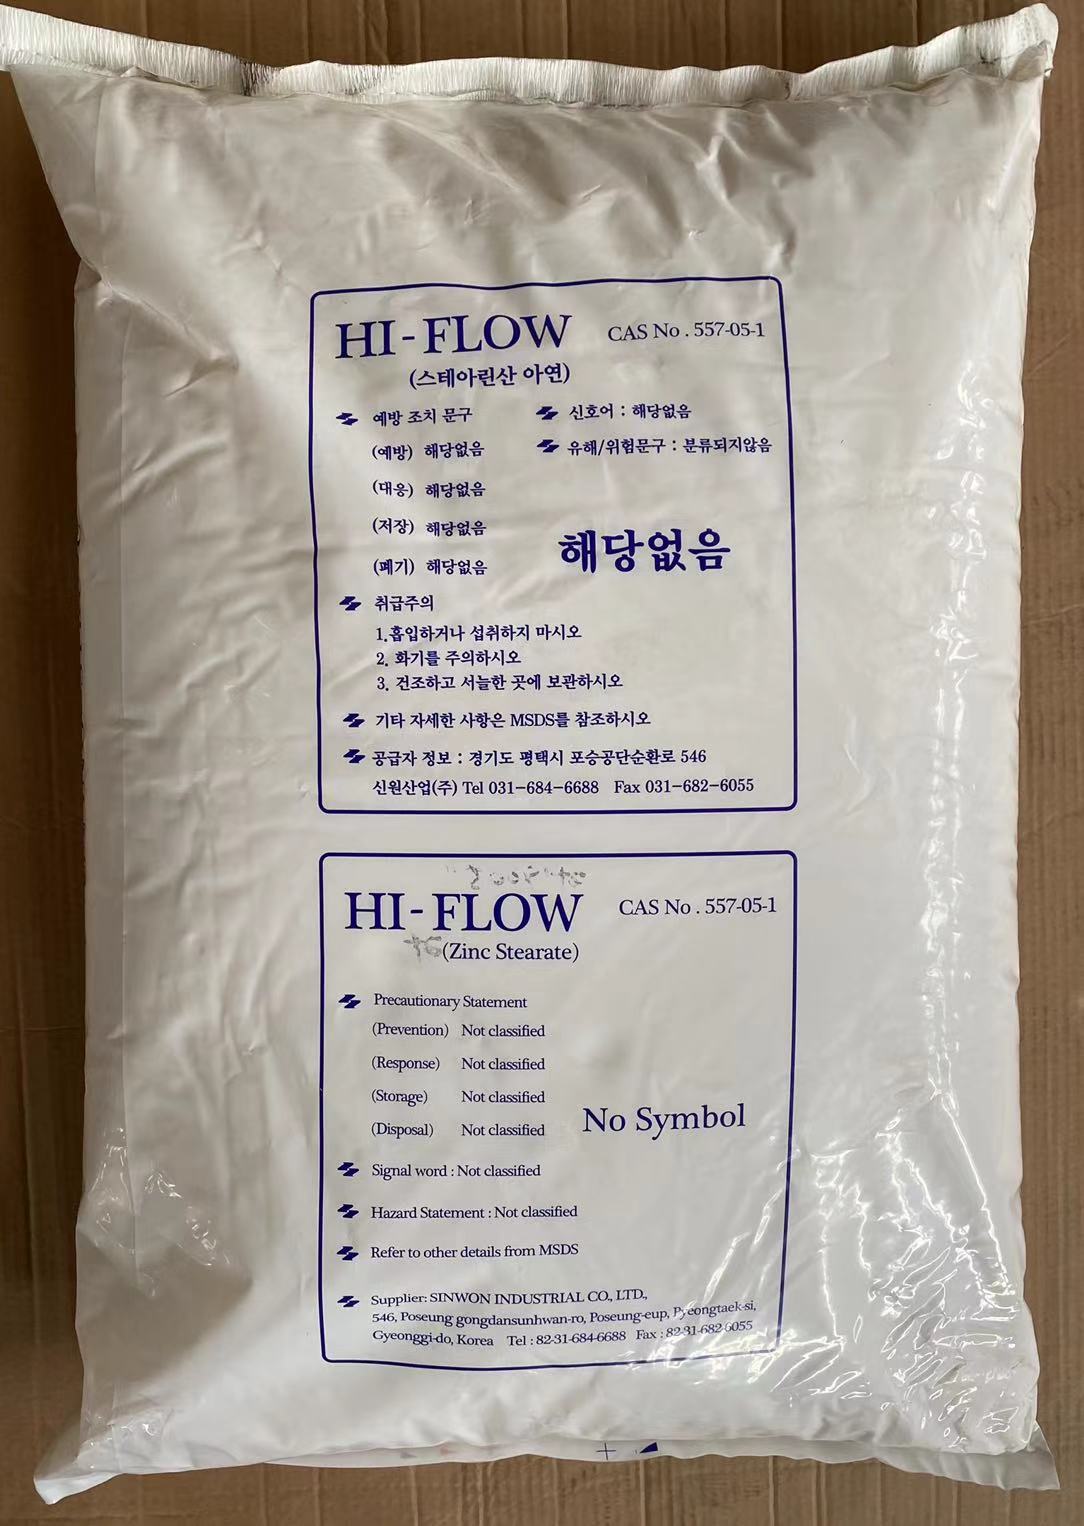 HI-FLOW CAS No . 557-05-1
(스테아린산 아연)
예방 조치 문구 신호어 : 해당없음
(예방) 해당없음 유해/위험문구 : 분류되지않음
(대응) 해당없음
(저장) 해당없음
해당없음
(폐기) 해당없음
취급주의
1.흡입하거나 섭취하지 마시오
2. 화기를 주의하시오
3. 건조하고 서늘한 곳에 보관하시오
기타 자세한 사항은 MSDS를 참조하시오
공급자 정보 : 경기도 평택시 포승공단순환로 546
신원산업(주) Tel 031-684-6688 Fax 031-682-6055
HI-FLOW CAS No . 557-05-1
(Zinc Stearate)
Precautionary Statement
(Prevention) Not classified
(Response) Not classified
(Storage) Not classified
(Disposal) Not classified
No Symbol
Signal word : Not classified
Hazard Statement : Not classified
Refer to other details from MSDS
Supplier: SINWON INDUSTRIAL CO., LTD.,
546, Poseung gongdansunhwan-ro, Poseung-eup, Pyeongtaek-si,
Gyeonggi-do, Korea Tel : 82-31-684-6688 Fax : 82-31-682-6055